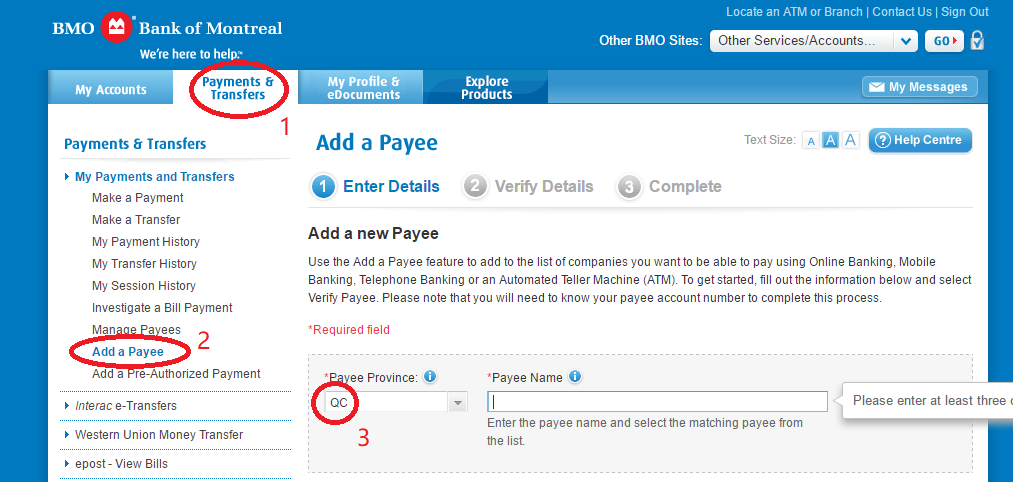 Locate an ATM or Branch | Contact Us | Sign Out
BMO Bank of Montreal
We're here to help.™
Other BMO Sites: Other Services/Accounts... GO
My Accounts
Payments &
Transfers
My Profile &
eDocuments
Explore
Products
My Messages
1
Payments & Transfers
My Payments and Transfers
Make a Payment
Make a Transfer
My Payment History
My Transfer History
My Session History
Investigate a Bill Payment
Manage Payees
Add a Payee
2
Add a Pre-Authorized Payment
Interac e-Transfers
Western Union Money Transfer
epost - View Bills
Add a Payee
Text Size: A A A
? Help Centre
1 Enter Details 2 Verify Details 3 Complete
Add a new Payee
Use the Add a Payee feature to add to the list of companies you want to be able to pay using Online Banking, Mobile
Banking, Telephone Banking or an Automated Teller Machine (ATM). To get started, fill out the information below and select
Verify Payee. Please note that you will need to know your payee account number to complete this process.
*Required field
*Payee Province: i *Payee Name i
QC
3
Please enter at least three c
Enter the payee name and select the matching payee from
the list.